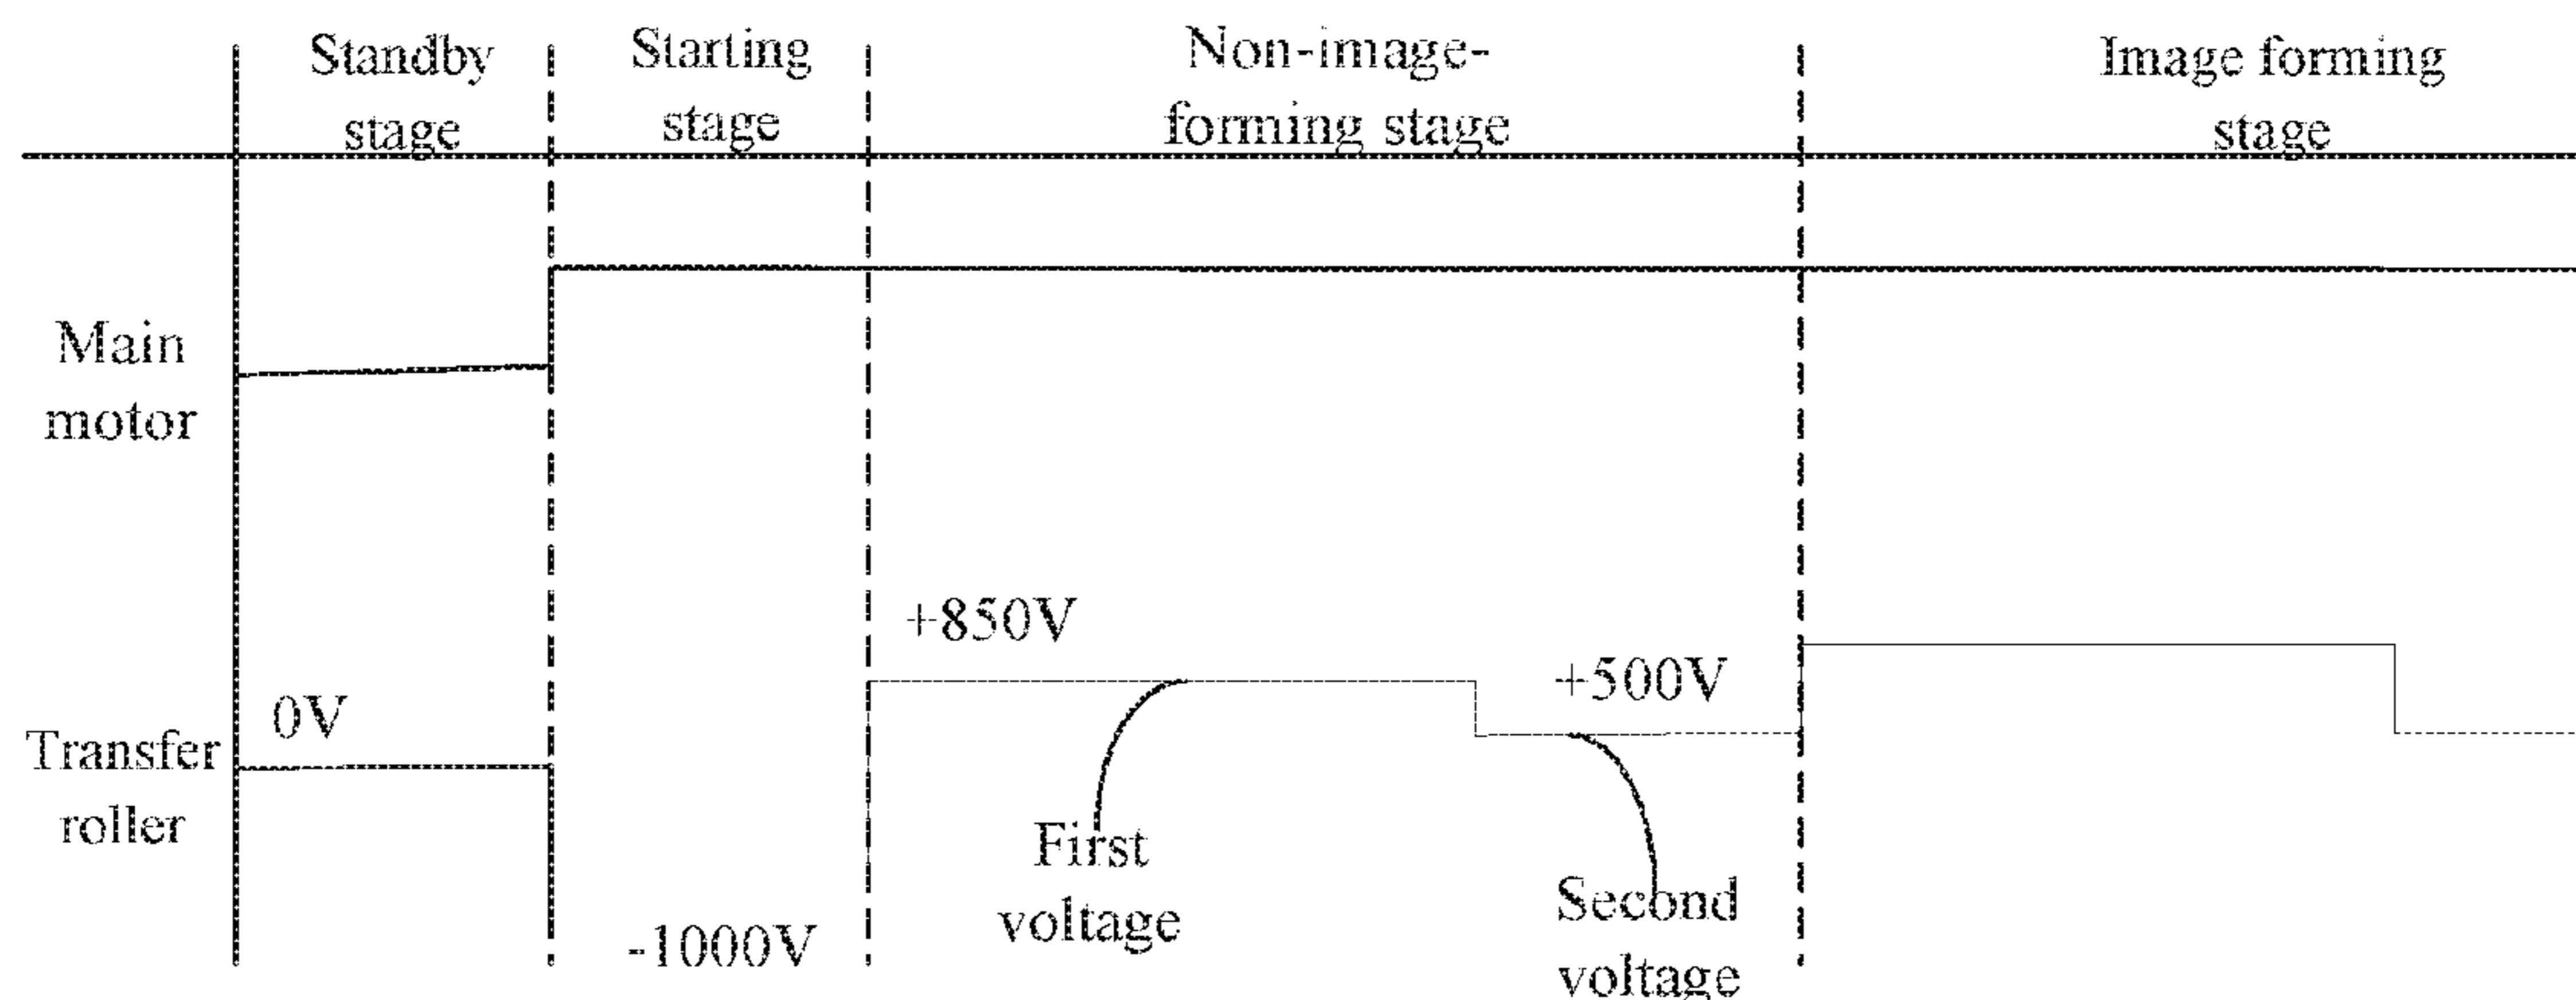 Standby
stage
Starting
stage
Non-image-
forming stage
Image forming
stage
Main
motor
+850V
+500V
0V
Transfer
roller
First
voltage
Second
voltage
-1000V